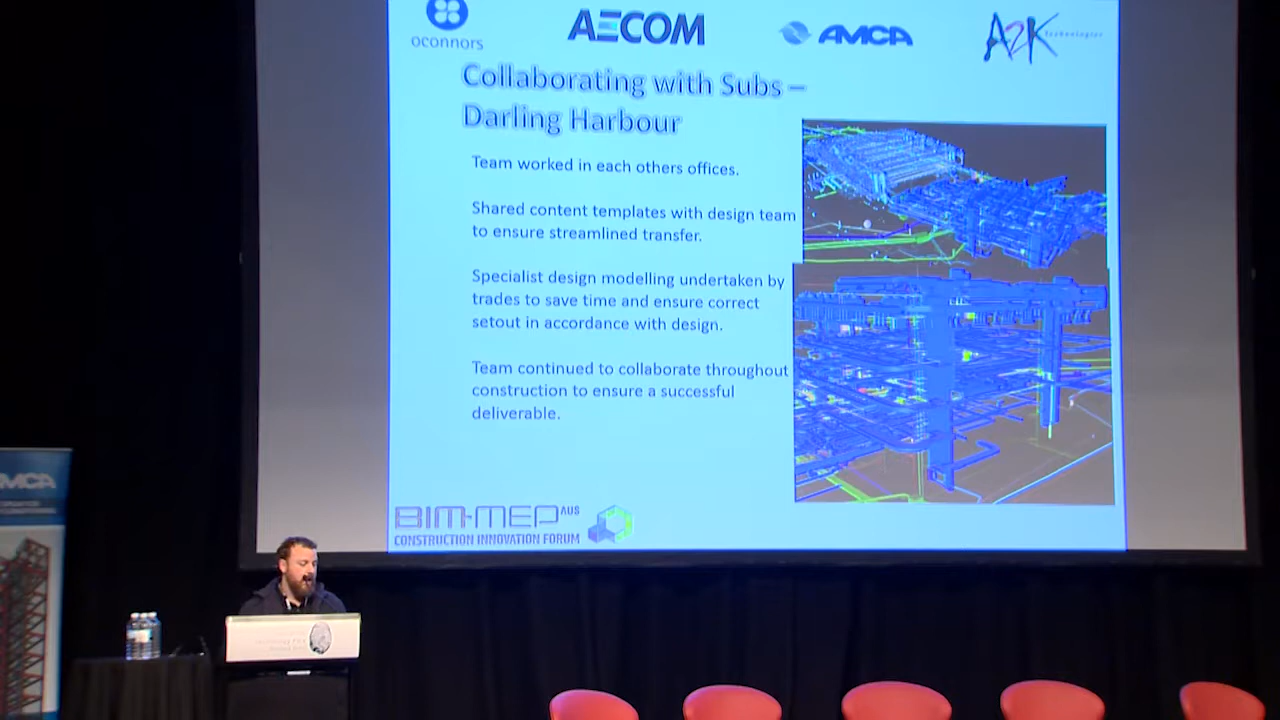 oconnors
AECOM
AMCA
A2K
technologies
Collaborating with Subs –
Darling Harbour
Team worked in each others offices.
Shared content templates with design team
to ensure streamlined transfer.
Specialist design modelling undertaken by
trades to save time and ensure correct
setout in accordance with design.
Team continued to collaborate throughout
construction to ensure a successful
deliverable.
BIM-MEP AUS
CONSTRUCTION INNOVATION FORUM
MCA